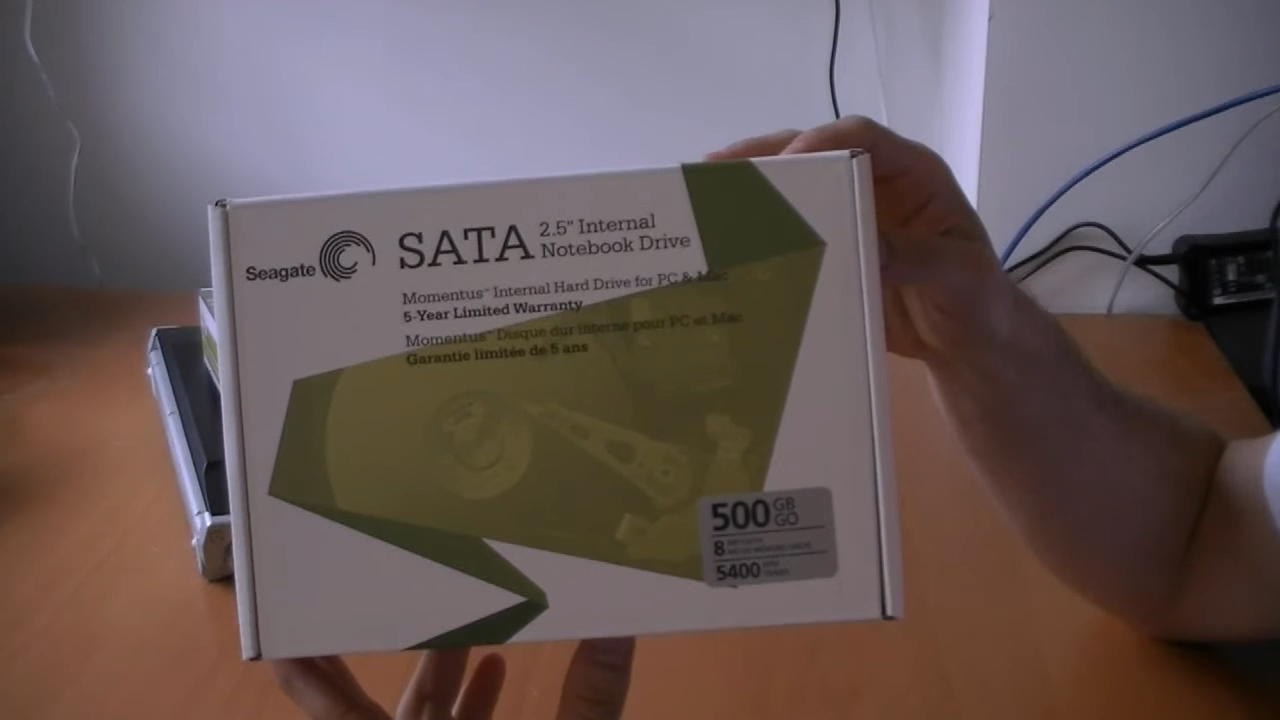 Seagate
SATA
2.5" Internal
Notebook Drive
Momentus™ Internal Hard Drive for PC & Mac
5-Year Limited Warranty
Momentus™ Disque dur interne pour PC et Mac
Garantie limitée de 5 ans
500 GB
GO
8
5400